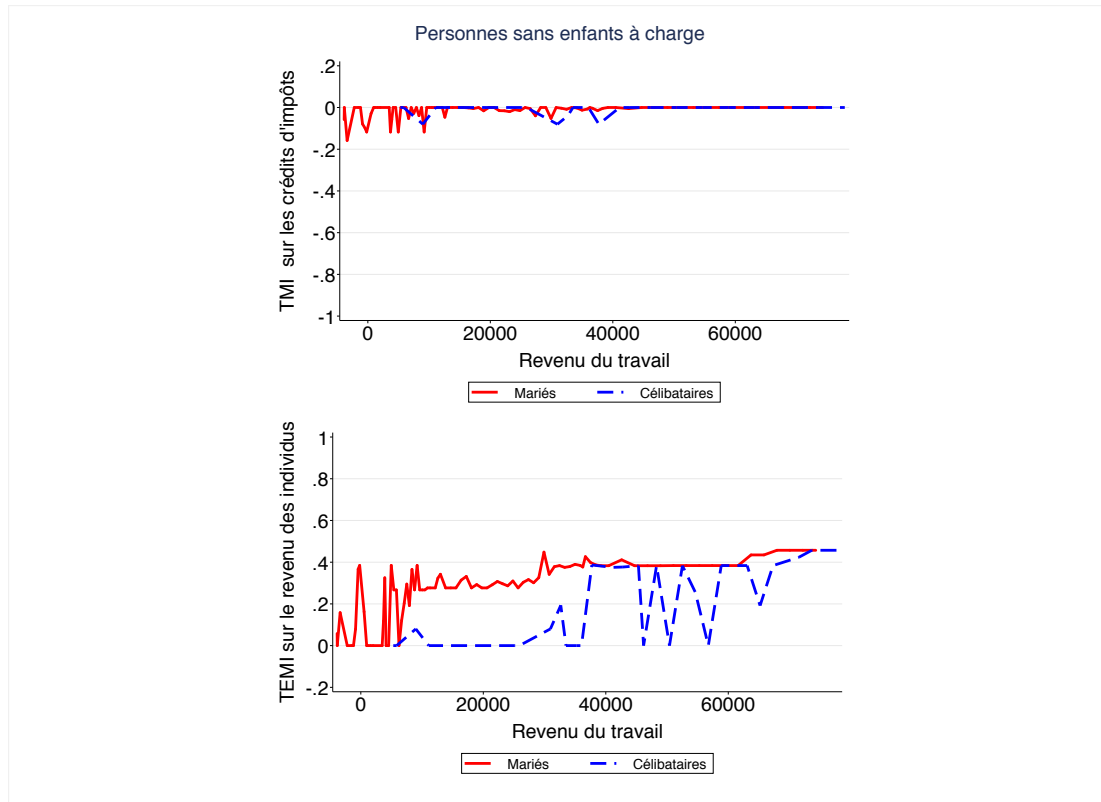 Personnes sans enfants à charge
TMI sur les crédits d'impôts
.2
0
-.2
-.4
-.6
-.8
-1
0 20000 40000 60000
Revenu du travail
Mariés Célibataires
TEMI sur le revenu des individus
1
.8
.6
.4
.2
0
-.2
0 20000 40000 60000
Revenu du travail
Mariés Célibataires